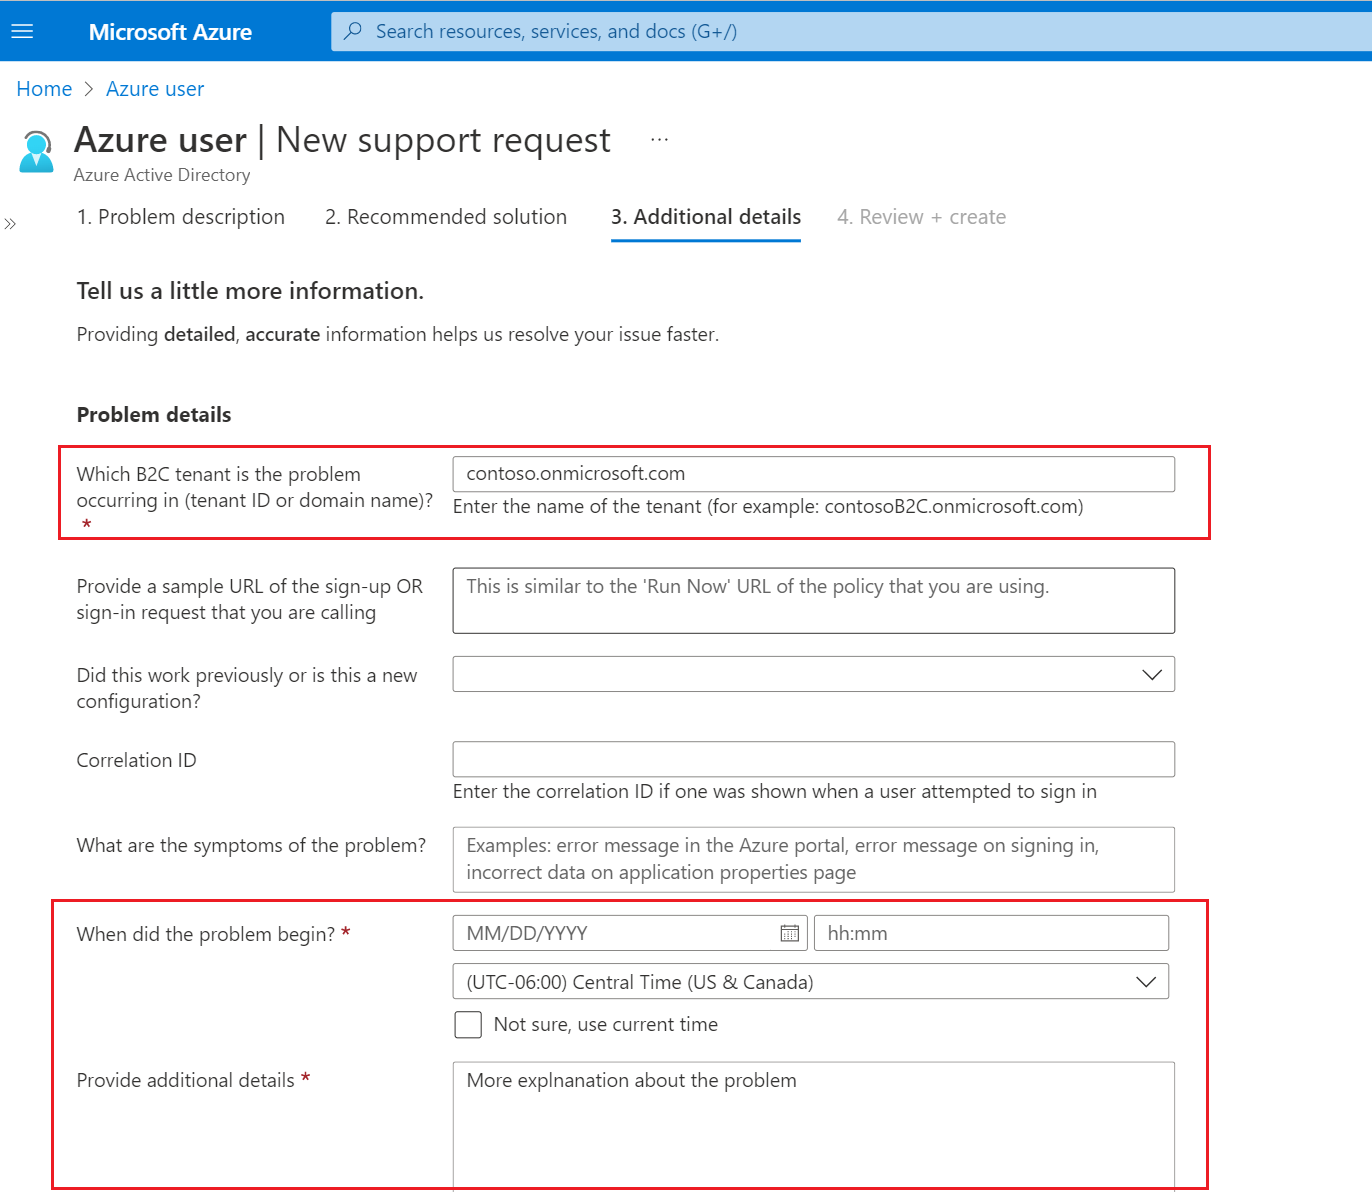 Microsoft Azure
Search resources, services, and docs (G+/)
Home > Azure user
Azure user | New support request ...
Azure Active Directory
1. Problem description 2. Recommended solution 3. Additional details 4. Review + create
Tell us a little more information.
Providing detailed, accurate information helps us resolve your issue faster.
Problem details
Which B2C tenant is the problem
occurring in (tenant ID or domain name)?
*
contoso.onmicrosoft.com
Enter the name of the tenant (for example: contosoB2C.onmicrosoft.com)
Provide a sample URL of the sign-up OR
sign-in request that you are calling
This is similar to the 'Run Now' URL of the policy that you are using.
Did this work previously or is this a new
configuration?
Correlation ID
Enter the correlation ID if one was shown when a user attempted to sign in
What are the symptoms of the problem?
Examples: error message in the Azure portal, error message on signing in,
incorrect data on application properties page
When did the problem begin? *
MM/DD/YYYY hh:mm
(UTC-06:00) Central Time (US & Canada)
Not sure, use current time
Provide additional details *
More explnanation about the problem